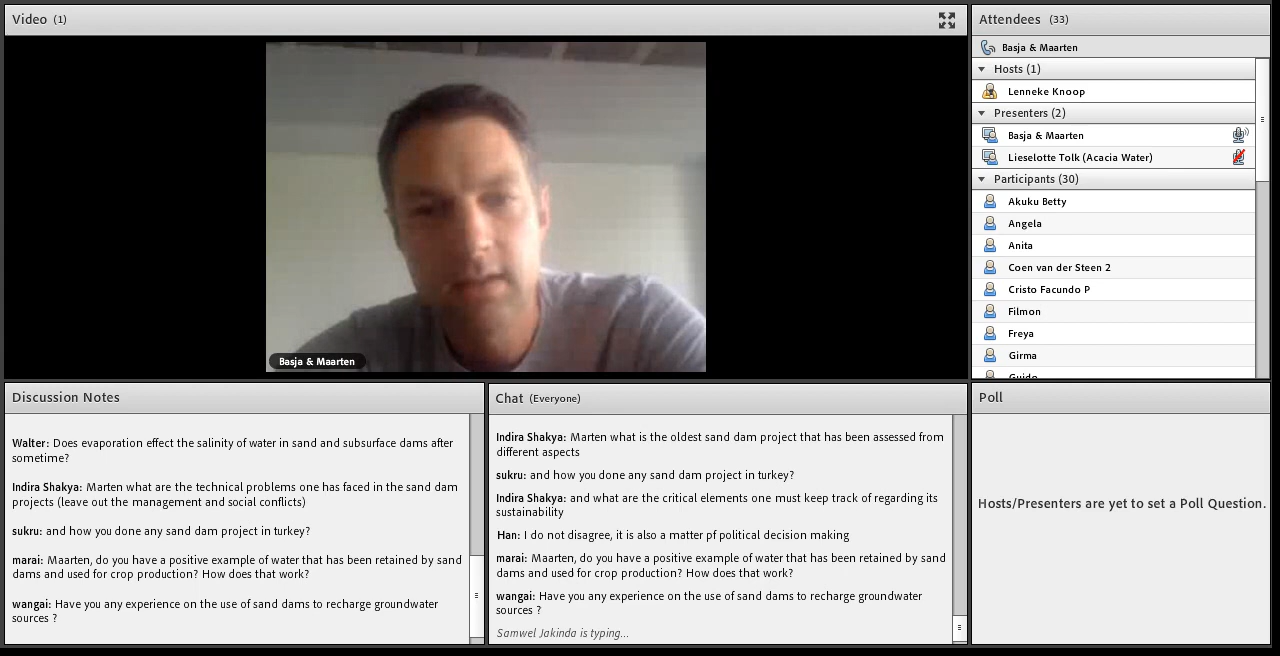 Video (1)
Basja & Maarten
Attendees (33)
Basja & Maarten
Hosts (1)
Lenneke Knoop
Presenters (2)
Basja & Maarten
Lieselotte Tolk (Acacia Water)
Participants (30)
Akuku Betty
Angela
Anita
Coen van der Steen 2
Cristo Facundo P
Filmon
Freya
Girma
Guido
Discussion Notes
Walter: Does evaporation effect the salinity of water in sand and subsurface dams after
sometime?
Indira Shakya: Marten what are the technical problems one has faced in the sand dam
projects (leave out the management and social conflicts)
sukru: and how you done any sand dam project in turkey?
marai: Maarten, do you have a positive example of water that has been retained by sand
dams and used for crop production? How does that work?
wangai: Have you any experience on the use of sand dams to recharge groundwater
sources ?
Chat (Everyone)
Indira Shakya: Marten what is the oldest sand dam project that has been assessed from
different aspects
sukru: and how you done any sand dam project in turkey?
Indira Shakya: and what are the critical elements one must keep track of regarding its
sustainability
Han: I do not disagree, it is also a matter pf political decision making
marai: Maarten, do you have a positive example of water that has been retained by sand
dams and used for crop production? How does that work?
wangai: Have you any experience on the use of sand dams to recharge groundwater
sources ?
Samwel Jakinda is typing...
Poll
Hosts/Presenters are yet to set a Poll Question.